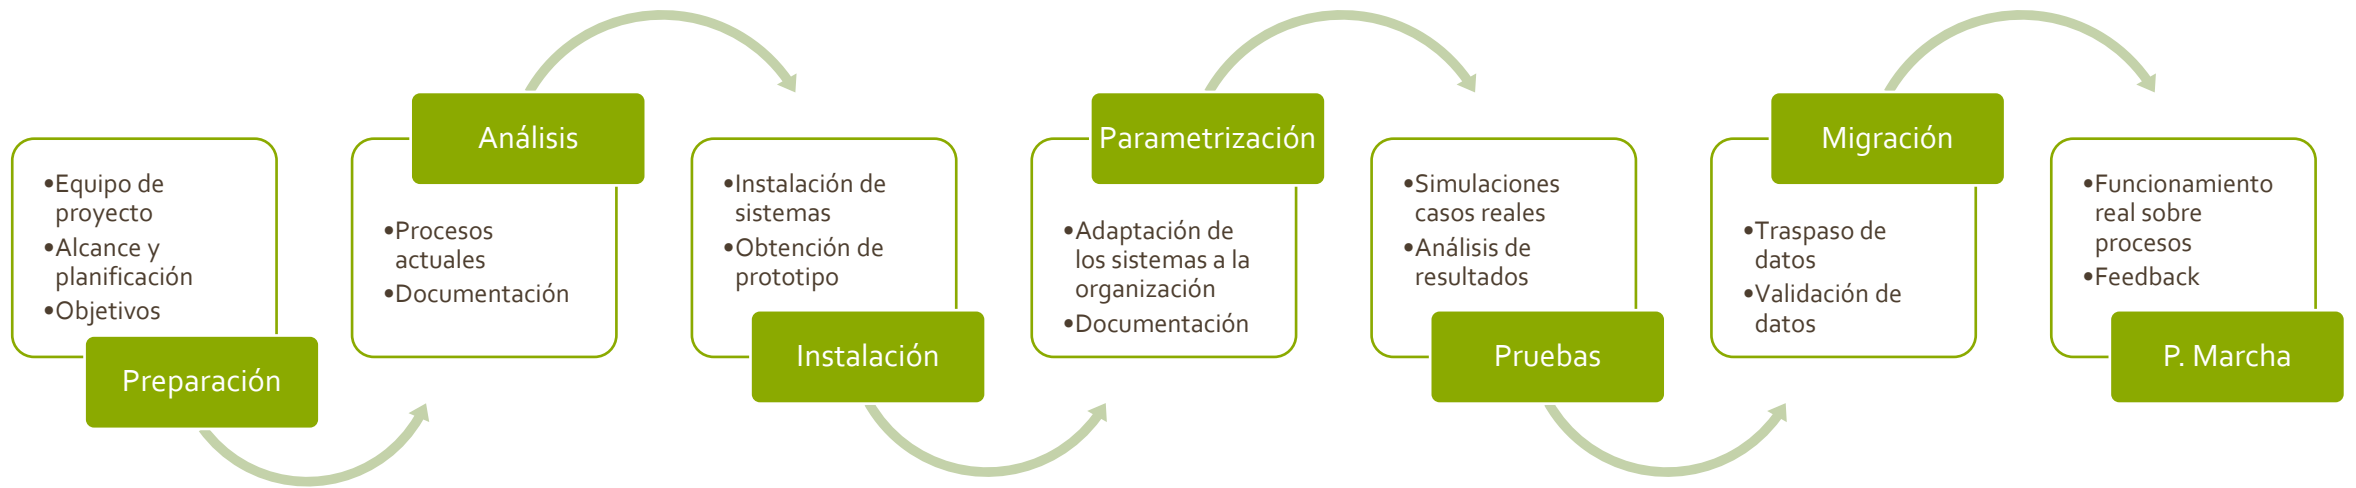 •Equipo de
proyecto
•Alcance y
planificación
•Objetivos
Preparación
Análisis
•Procesos
actuales
•Documentación
•Instalación de
sistemas
•Obtención de
prototipo
Instalación
Parametrización
•Adaptación de
los sistemas a la
organización
•Documentación
•Simulaciones
casos reales
•Análisis de
resultados
Pruebas
Migración
•Traspaso de
datos
•Validación de
datos
•Funcionamiento
real sobre
procesos
•Feedback
P. Marcha